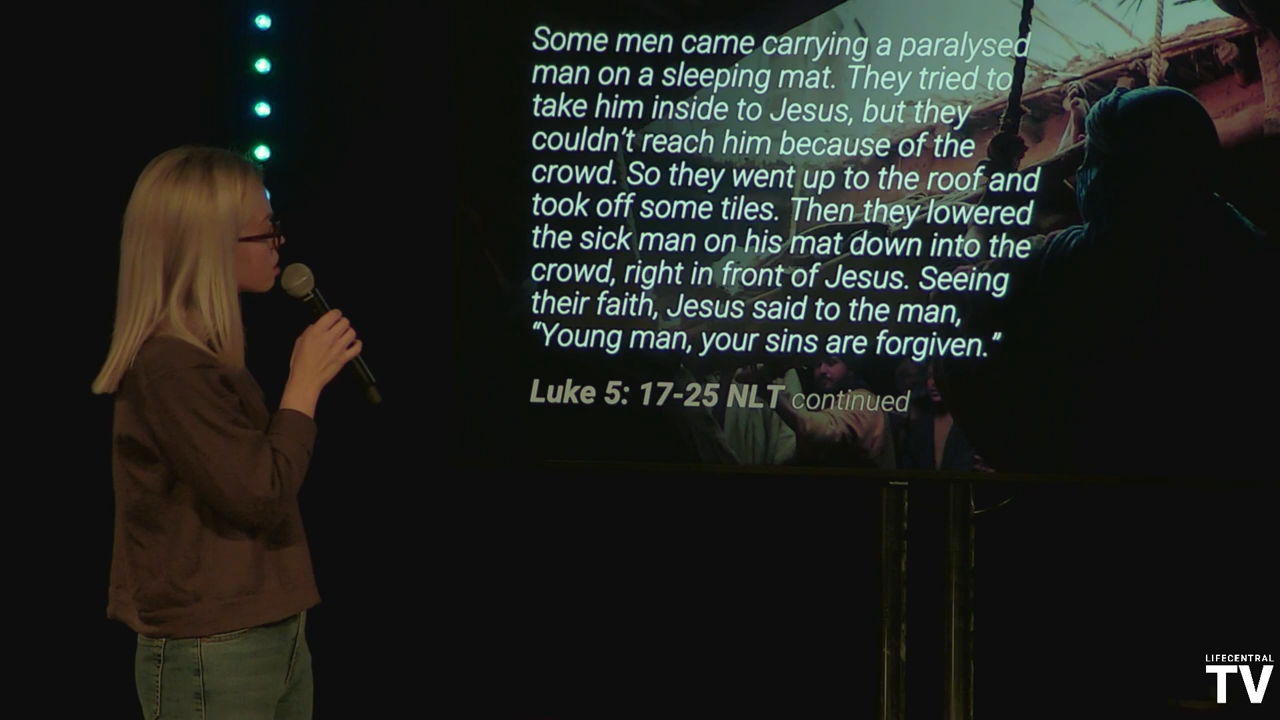 Some men came carrying a paralysed
man on a sleeping mat. They tried to
take him inside to Jesus, but they
couldn’t reach him because of the
crowd. So they went up to the roof and
took off some tiles. Then they lowered
the sick man on his mat down into the
crowd, right in front of Jesus. Seeing
their faith, Jesus said to the man,
“Young man, your sins are forgiven.”
Luke 5: 17-25 NLT continued
LIFECENTRAL
TV